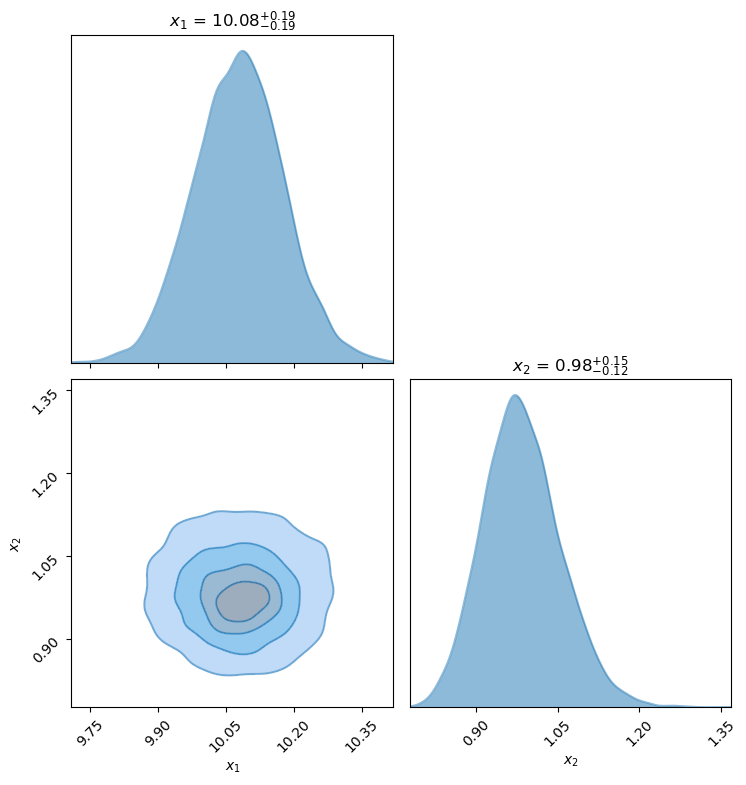 x₁ = 10.08⁺⁰·¹⁹₋₀.₁₉
x₂ = 0.98⁺⁰·¹⁵₋₀.₁₂
1.35
1.20
1.05
0.90
x₂
9.75 9.90 10.05 10.20 10.35
x₁
0.90 1.05 1.20 1.35
x₂